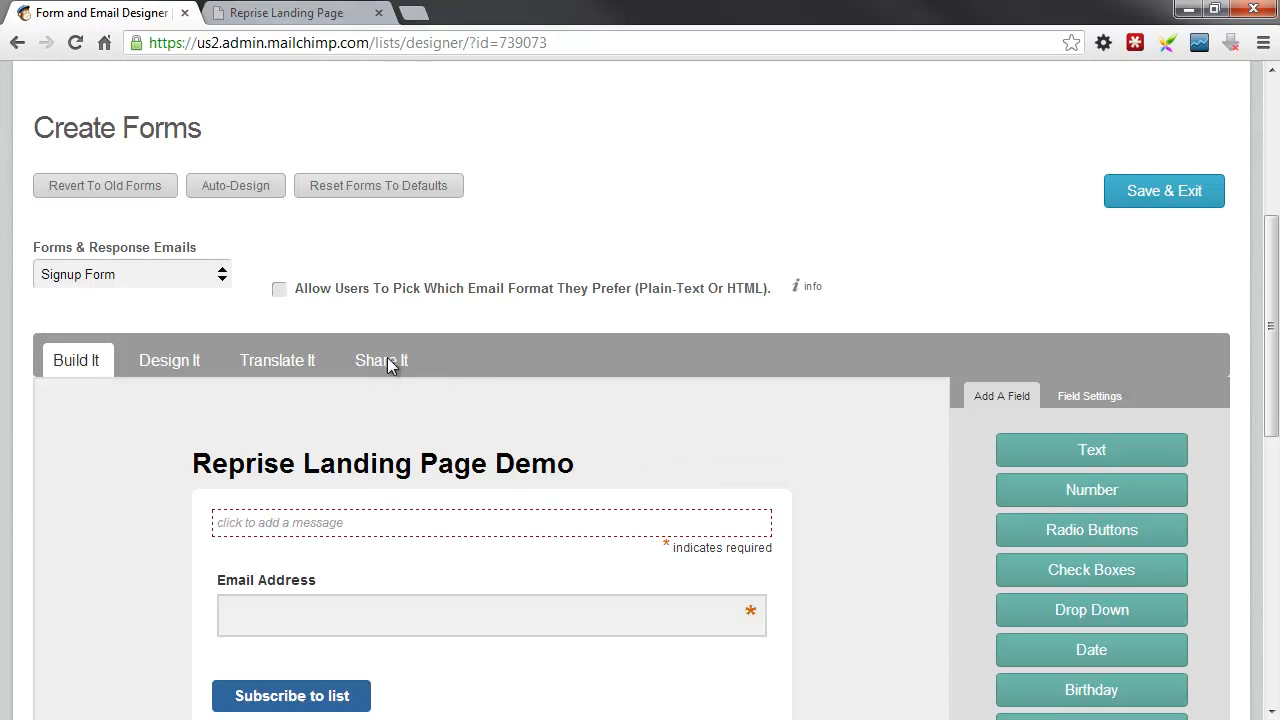 Form and Email Designer
Reprise Landing Page
https://us2.admin.mailchimp.com/lists/designer/?id=739073
Create Forms
Revert To Old Forms
Auto-Design
Reset Forms To Defaults
Save & Exit
Forms & Response Emails
Signup Form
Allow Users To Pick Which Email Format They Prefer (Plain-Text Or HTML).
i info
Build It
Design It
Translate It
Share It
Add A Field
Field Settings
Reprise Landing Page Demo
click to add a message
* indicates required
Email Address
*
Subscribe to list
Text
Number
Radio Buttons
Check Boxes
Drop Down
Date
Birthday